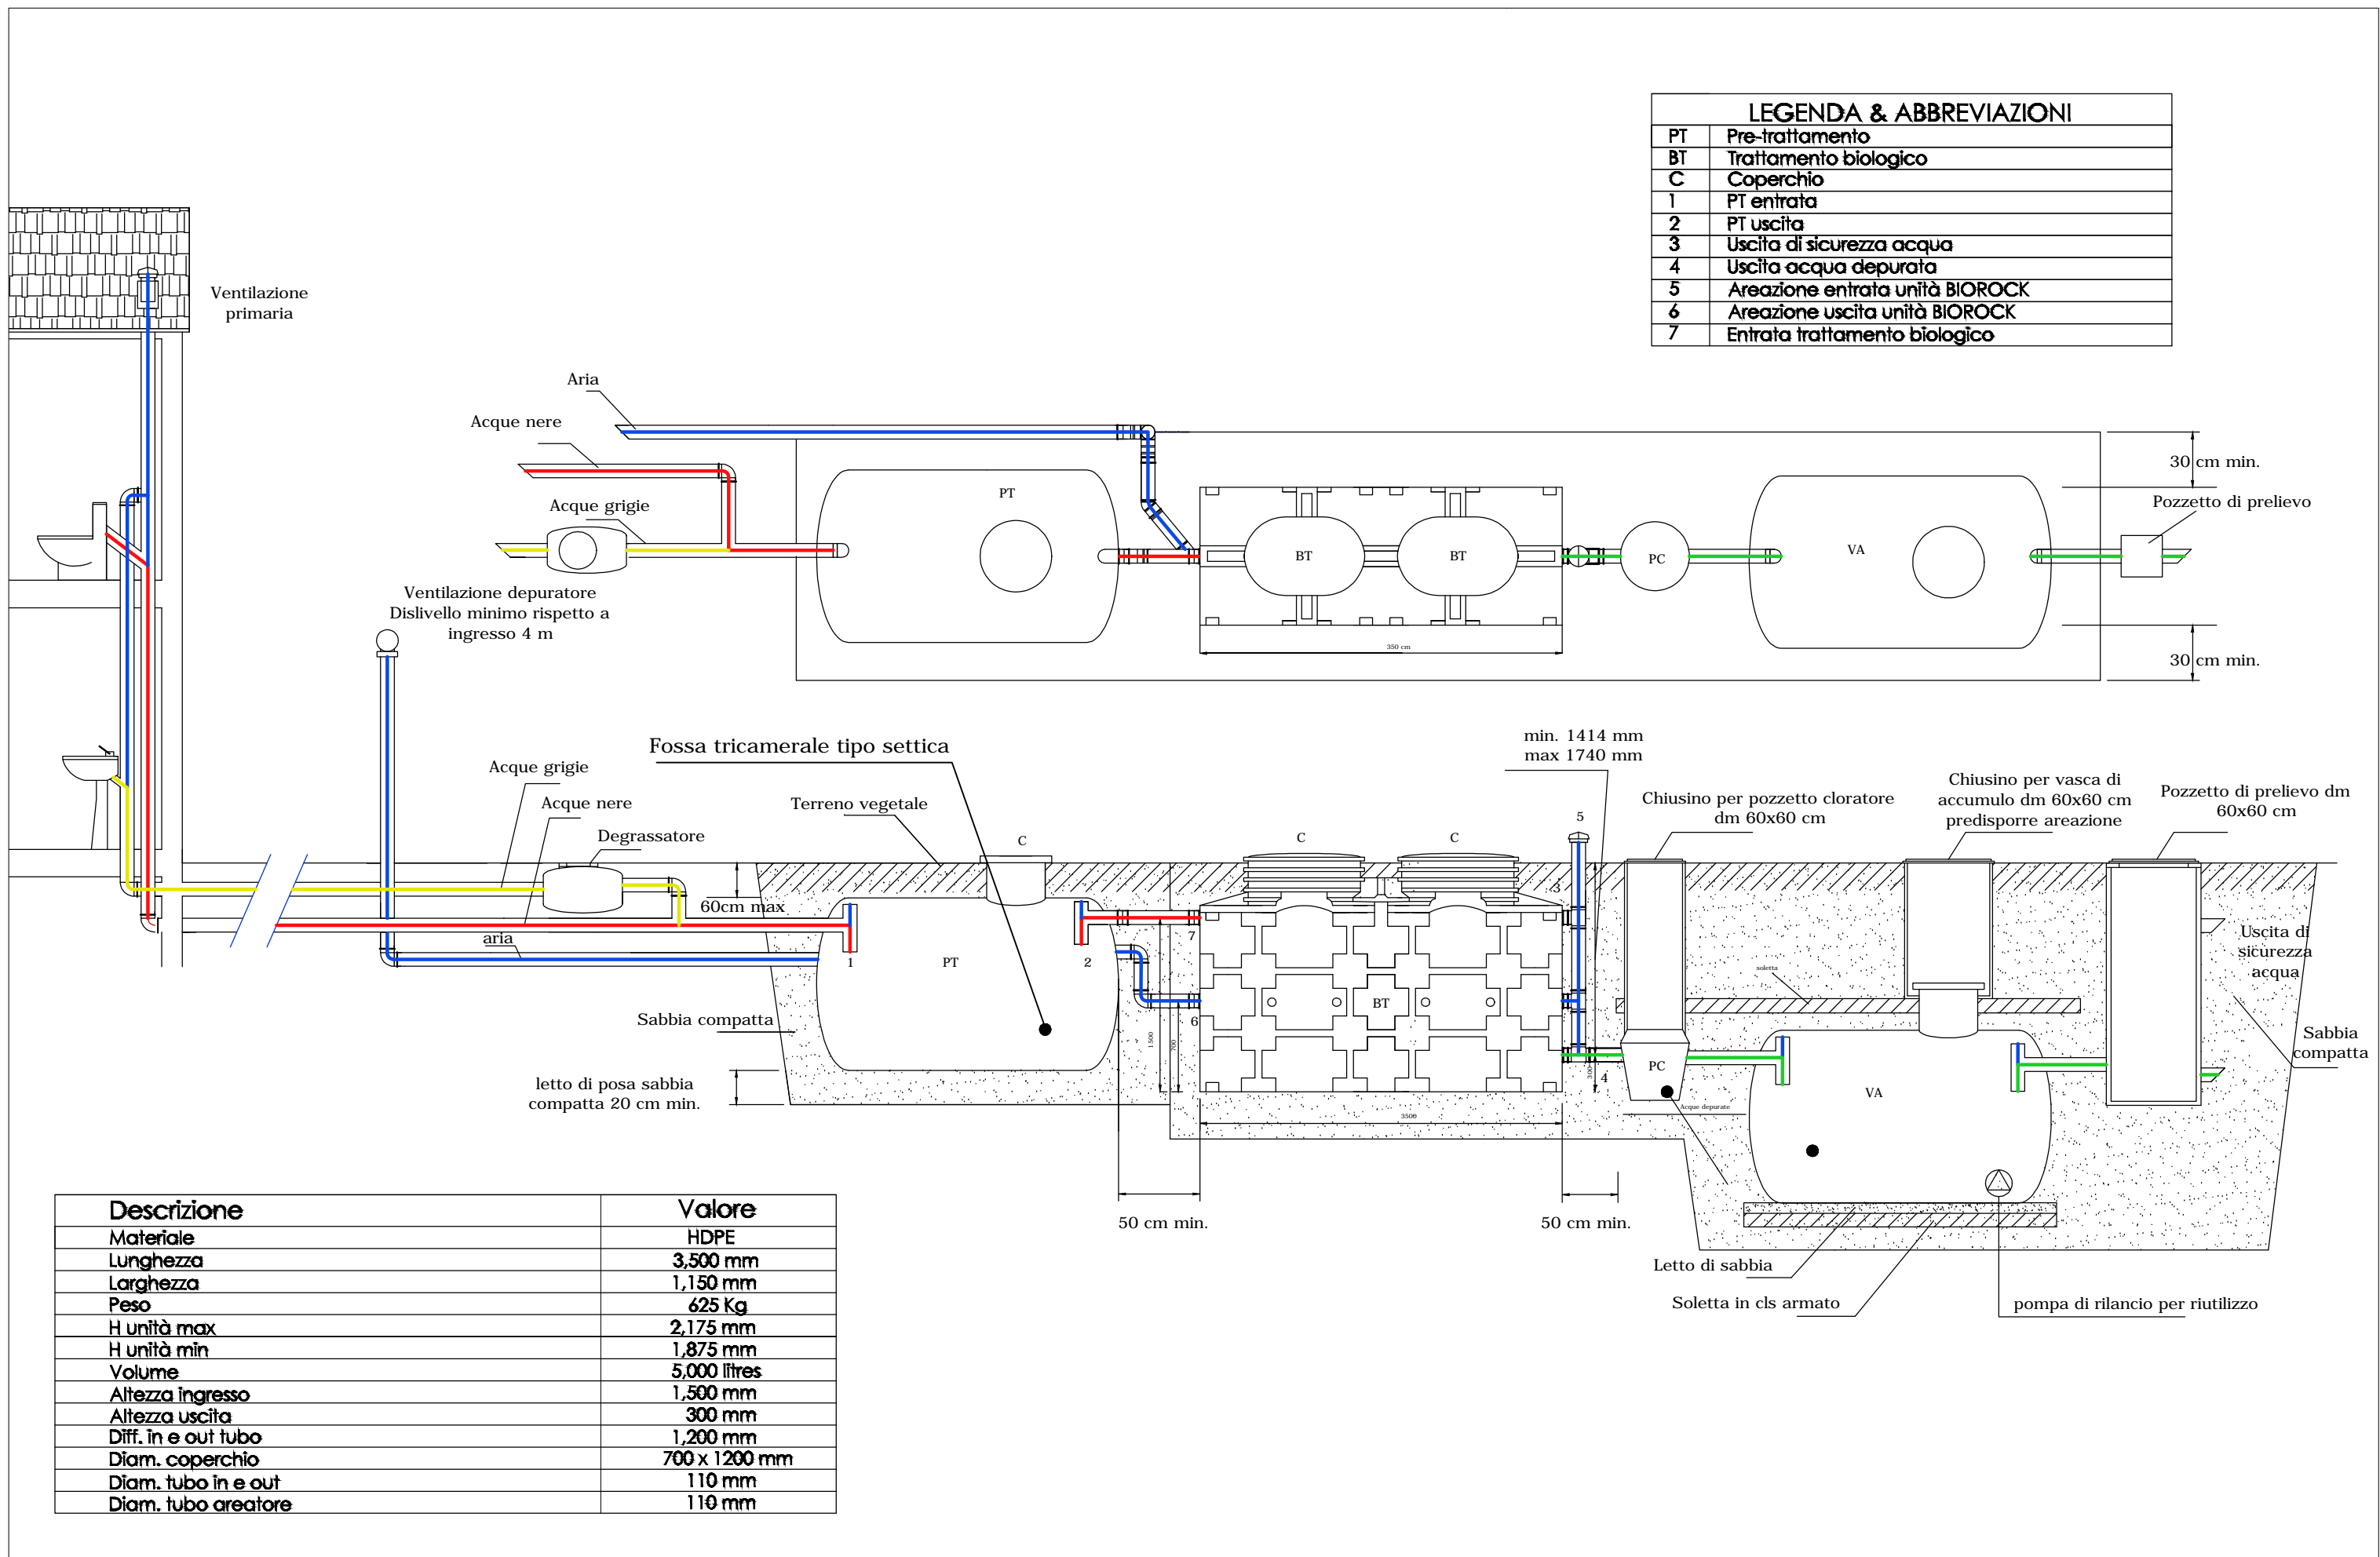 LEGENDA & ABBREVIAZIONI
PT Pre-trattamento
BT Trattamento biologico
C Coperchio
1 PT entrata
2 PT uscita
3 Uscita di sicurezza acqua
4 Uscita acqua depurata
5 Areazione entrata unità BIOROCK
6 Areazione uscita unità BIOROCK
7 Entrata trattamento biologico
Ventilazione
primaria
Aria
Acque nere
Acque grigie
PT
BT
BT
PC
VA
30 cm min.
Pozzetto di prelievo
350 cm
30 cm min.
Ventilazione depuratore
Dislivello minimo rispetto a
ingresso 4 m
Fossa tricamerale tipo settica
Acque grigie
Acque nere
Degrassatore
Terreno vegetale
C
C
C
5
min. 1414 mm
max 1740 mm
Chiusino per pozzetto cloratore
dm 60x60 cm
Chiusino per vasca di
accumulo dm 60x60 cm
predisporre areazione
Pozzetto di prelievo dm
60x60 cm
60cm max
aria
1
PT
2
7
6
3
BT
4
1500
700
300
3500
soletta
PC
Acque depurate
VA
Uscita di
sicurezza
acqua
Sabbia
compatta
Sabbia compatta
letto di posa sabbia
compatta 20 cm min.
50 cm min.
50 cm min.
Letto di sabbia
Soletta in cls armato
pompa di rilancio per riutilizzo
Descrizione Valore
Materiale HDPE
Lunghezza 3,500 mm
Larghezza 1,150 mm
Peso 625 Kg
H unità max 2,175 mm
H unità min 1,875 mm
Volume 5,000 litres
Altezza ingresso 1,500 mm
Altezza uscita 300 mm
Diff. in e out tubo 1,200 mm
Diam. coperchio 700 x 1200 mm
Diam. tubo in e out 110 mm
Diam. tubo areatore 110 mm